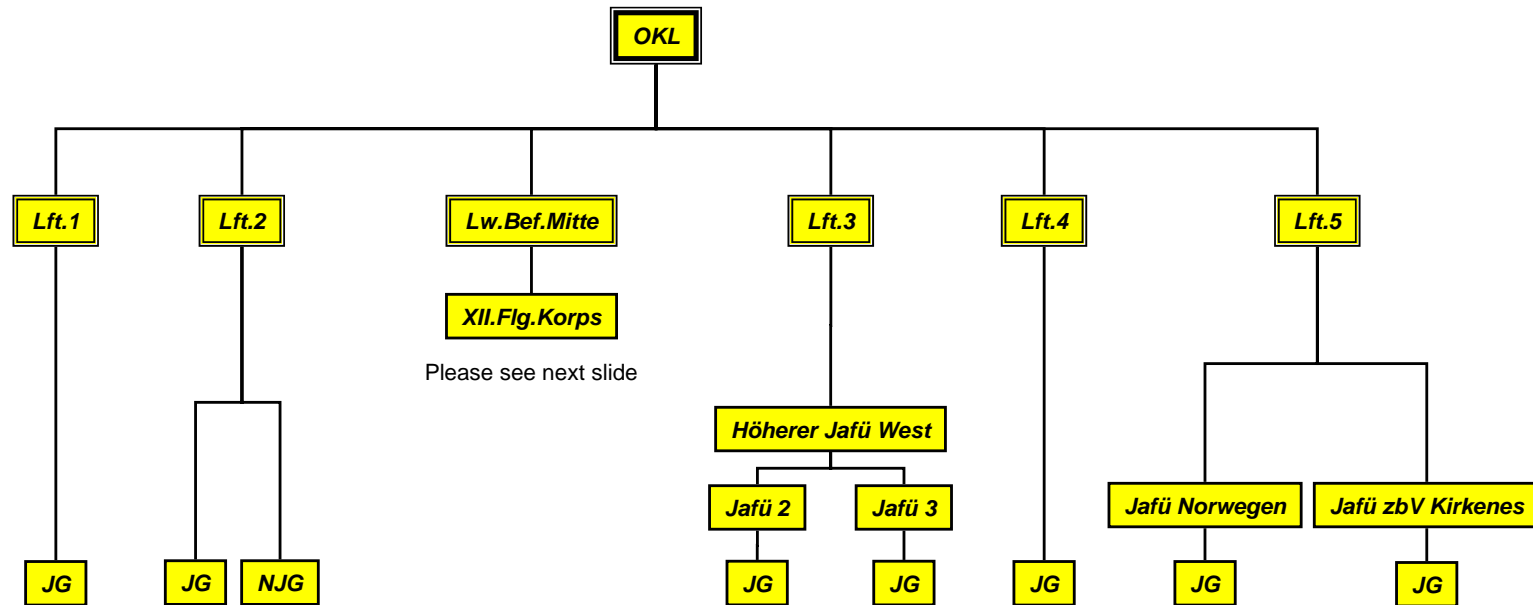 OKL
Lft.1
Lft.2
Lw.Bef.Mitte
Lft.3
Lft.4
Lft.5
XII.Flg.Korps
Please see next slide
Höherer Jafü West
Jafü 2
Jafü 3
Jafü Norwegen
Jafü zbV Kirkenes
JG
JG
NJG
JG
JG
JG
JG
JG